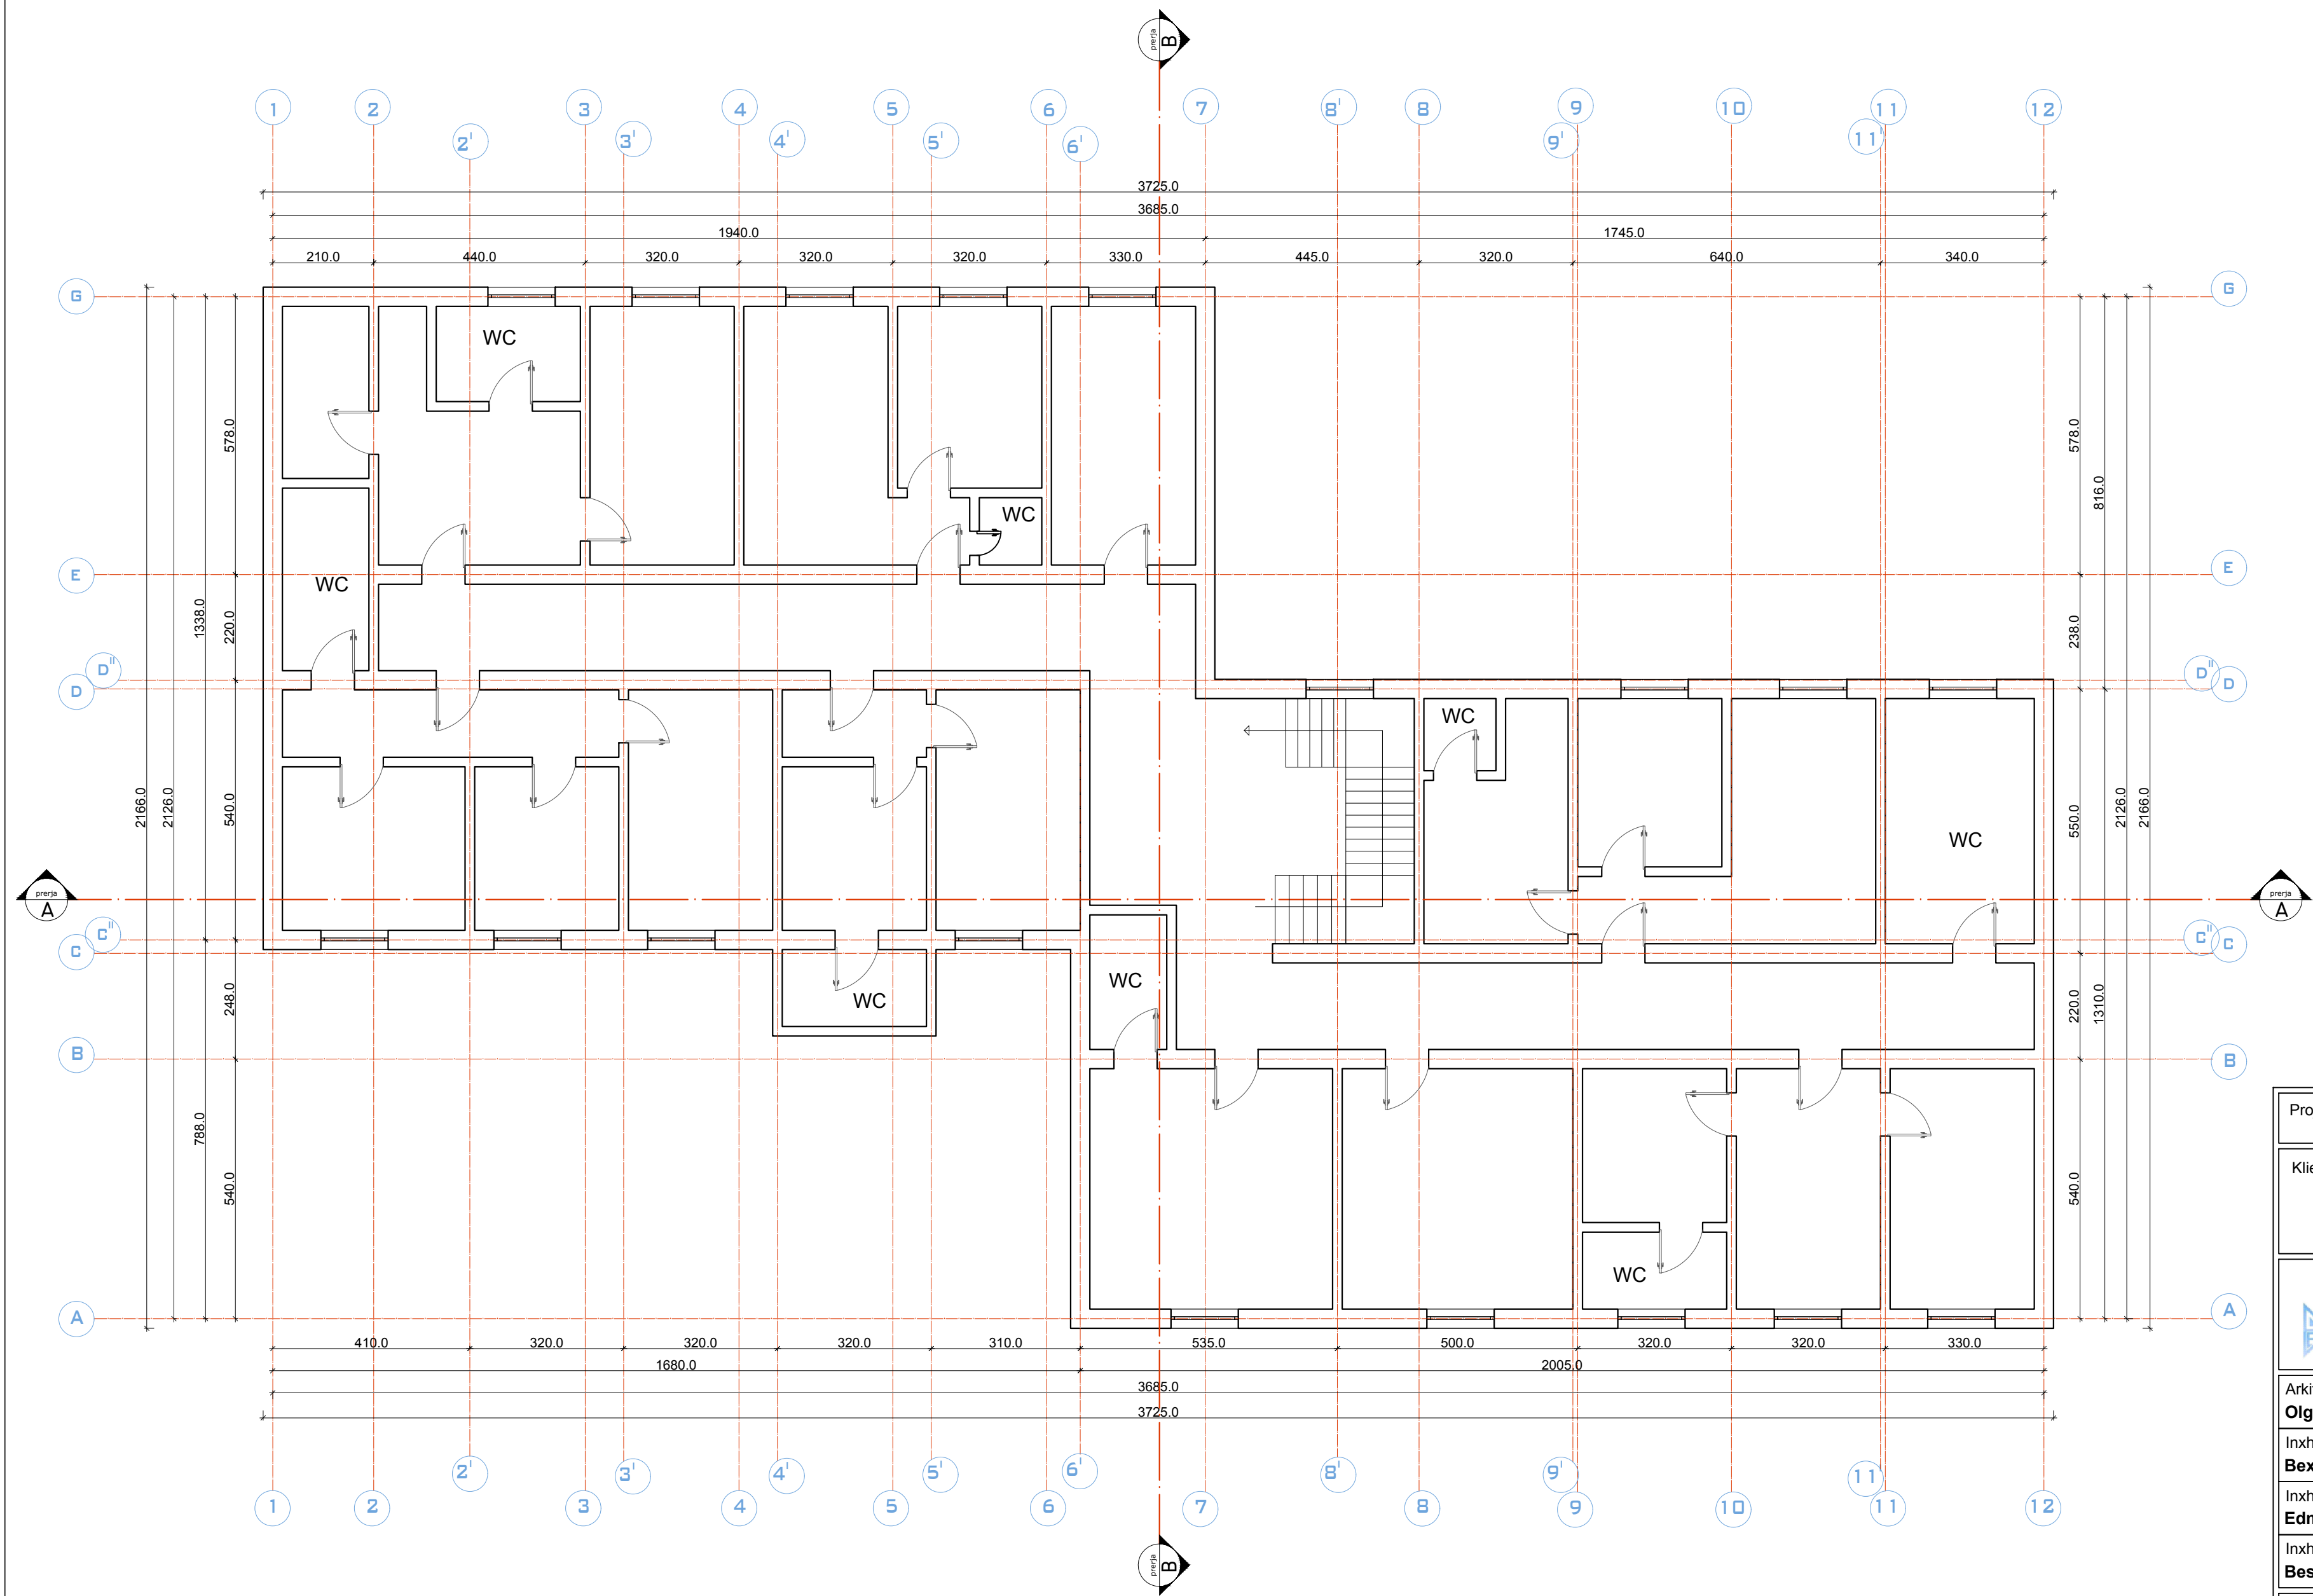 prerja
B
1 2 3 4 5 6 7 8' 8 9 10 11 12
2' 3' 4' 5' 6' 9' 11'
3725.0
3685.0
1940.0 1745.0
210.0 440.0 320.0 320.0 320.0 330.0 445.0 320.0 640.0 340.0
G G
WC
578.0 578.0
816.0
WC
E E
WC
1338.0 220.0 238.0
D'' D''
D D
WC
2166.0 2126.0 540.0 550.0 2126.0 2166.0
WC
prerja prerja
A A
C'' C''
C C
WC
WC
248.0 220.0 1310.0
B B
788.0
540.0 540.0
WC
A A
410.0 320.0 320.0 320.0 310.0 535.0 500.0 320.0 320.0 330.0
1680.0 2005.0
3685.0
3725.0
2' 3' 4' 5' 6' 8' 9' 11'
1 2 3 4 5 6 7 8 9 10 11 12
prerja
B
Pro
Klie
Arki
Olg
Inxh
Bex
Inxh
Edm
Inxh
Bes